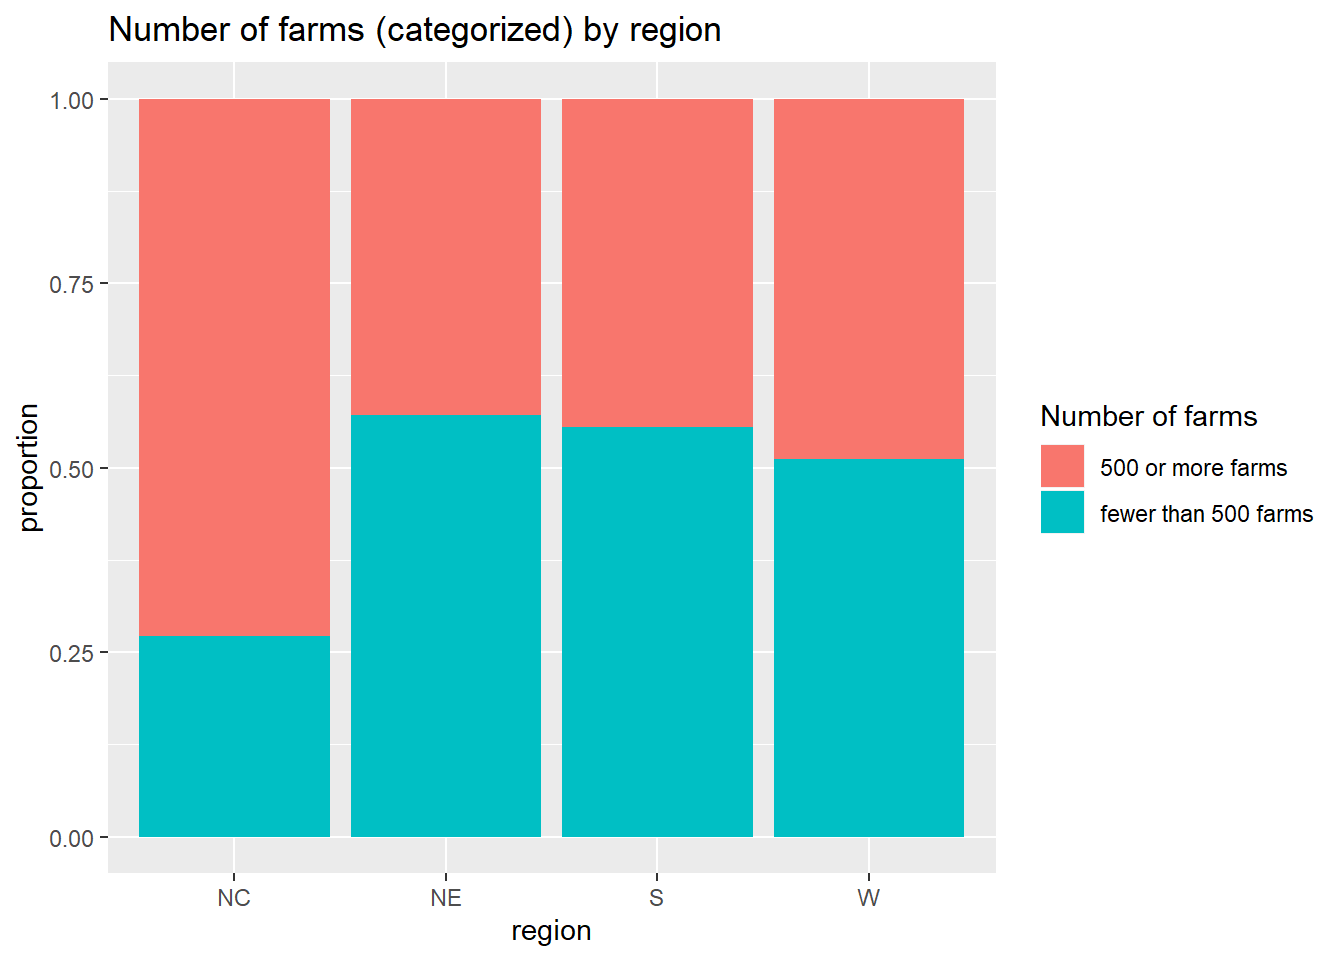 Number of farms (categorized) by region
1.00
0.75
0.50
0.25
0.00
proportion
NC NE S W
region
Number of farms
500 or more farms
fewer than 500 farms